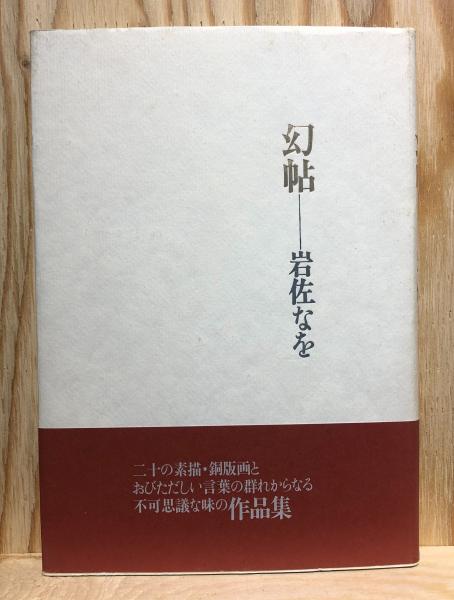 幻帖――岩佐なを
二十の素描・銅版画と
おびただしい言葉の群れからなる
不可思議な味の作品集